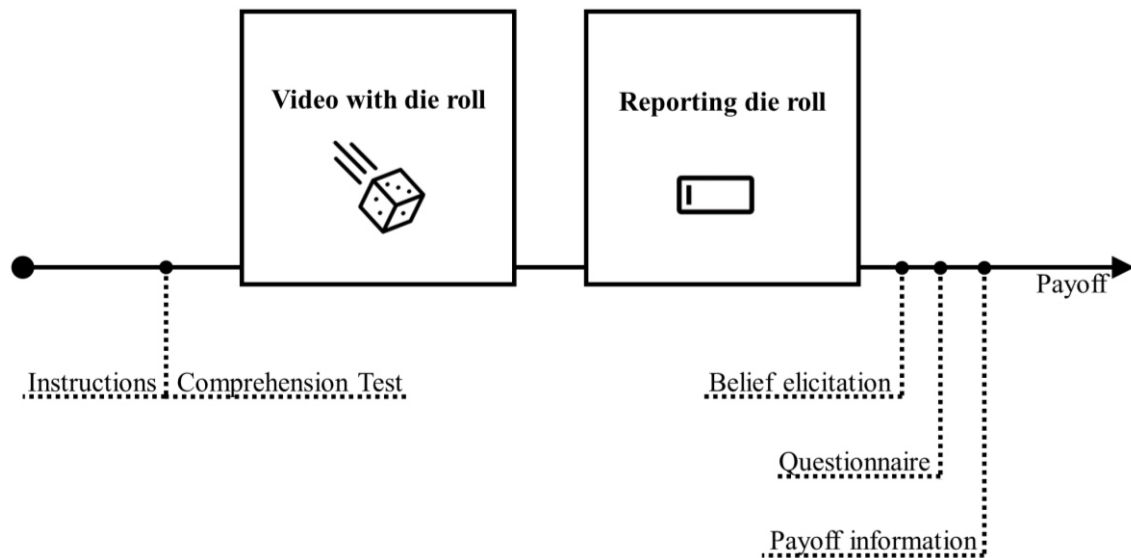 Video with die roll
Reporting die roll
Payoff
Instructions
Comprehension Test
Belief elicitation
Questionnaire
Payoff information